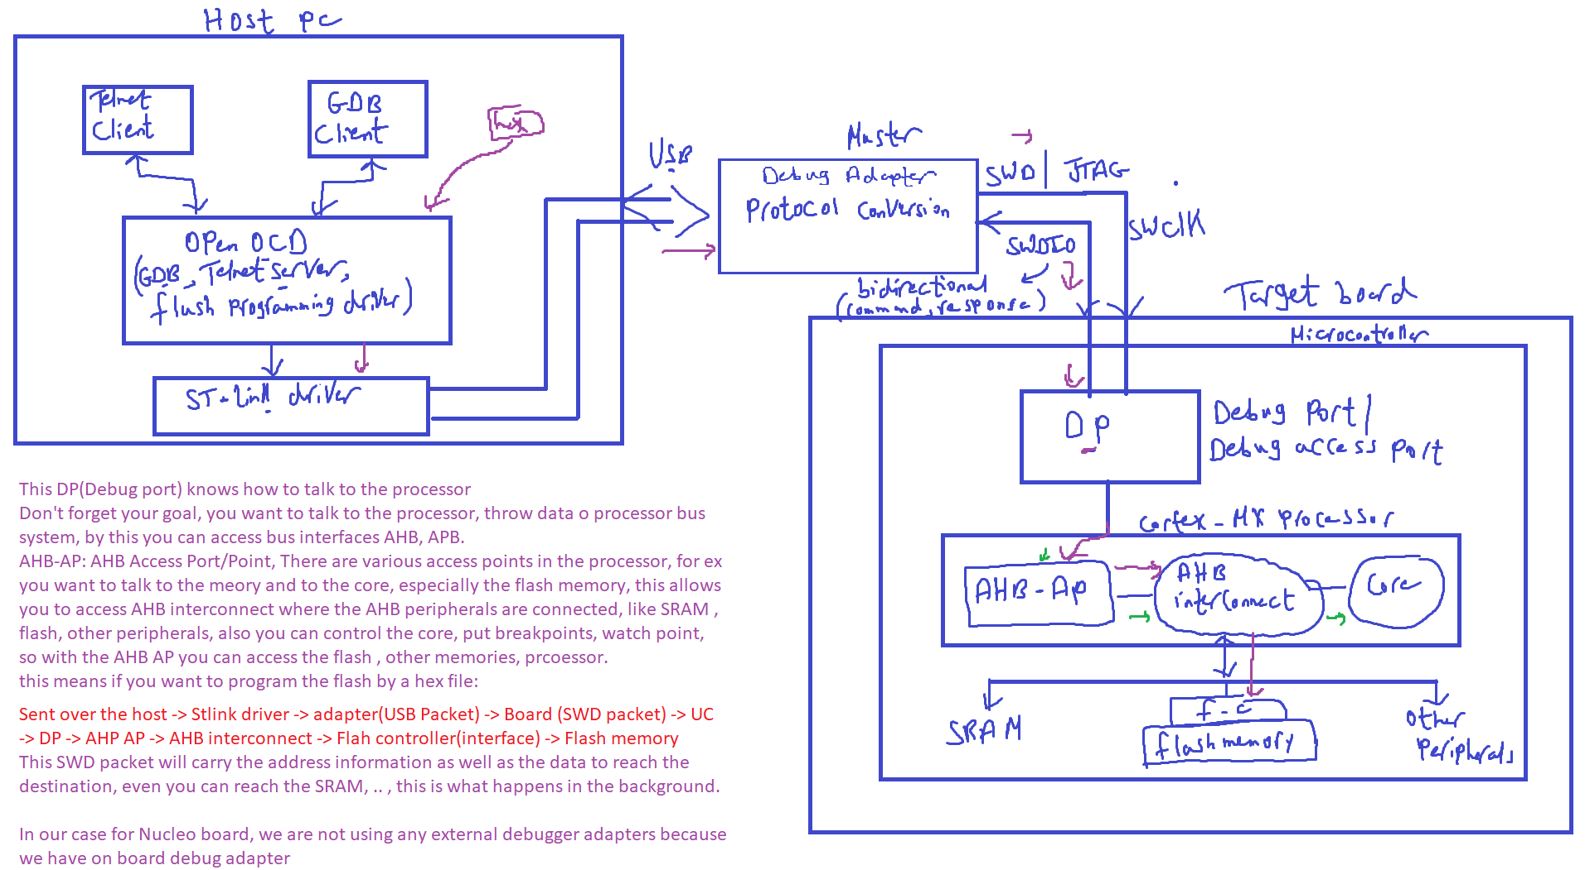 Host pc
Telnet
Client
GDB
Client
hex
OPen OCD
(GDB, Telnet server,
flash programming driver)
ST-Link driver
USB
Master
Debug Adapter
Protocol conversion
SWD | JTAG
SWClK
SWDIO
bidirectional
(command, response)
Target board
Microcontroller
DP
Debug Port/
Debug access port
Cortex-MX processor
AHB-AP
AHB
interconnect
Core
SRAM
f-c
flash memory
Other
Peripherals
This DP(Debug port) knows how to talk to the processor
Don't forget your goal, you want to talk to the processor, throw data o processor bus
system, by this you can access bus interfaces AHB, APB.
AHB-AP: AHB Access Port/Point, There are various access points in the processor, for ex
you want to talk to the meory and to the core, especially the flash memory, this allows
you to access AHB interconnect where the AHB peripherals are connected, like SRAM ,
flash, other peripherals, also you can control the core, put breakpoints, watch point,
so with the AHB AP you can access the flash , other memories, prcoessor.
this means if you want to program the flash by a hex file:
Sent over the host -> Stlink driver -> adapter(USB Packet) -> Board (SWD packet) -> UC
-> DP -> AHP AP -> AHB interconnect -> Flah controller(interface) -> Flash memory
This SWD packet will carry the address information as well as the data to reach the
destination, even you can reach the SRAM, .. , this is what happens in the background.
In our case for Nucleo board, we are not using any external debugger adapters because
we have on board debug adapter